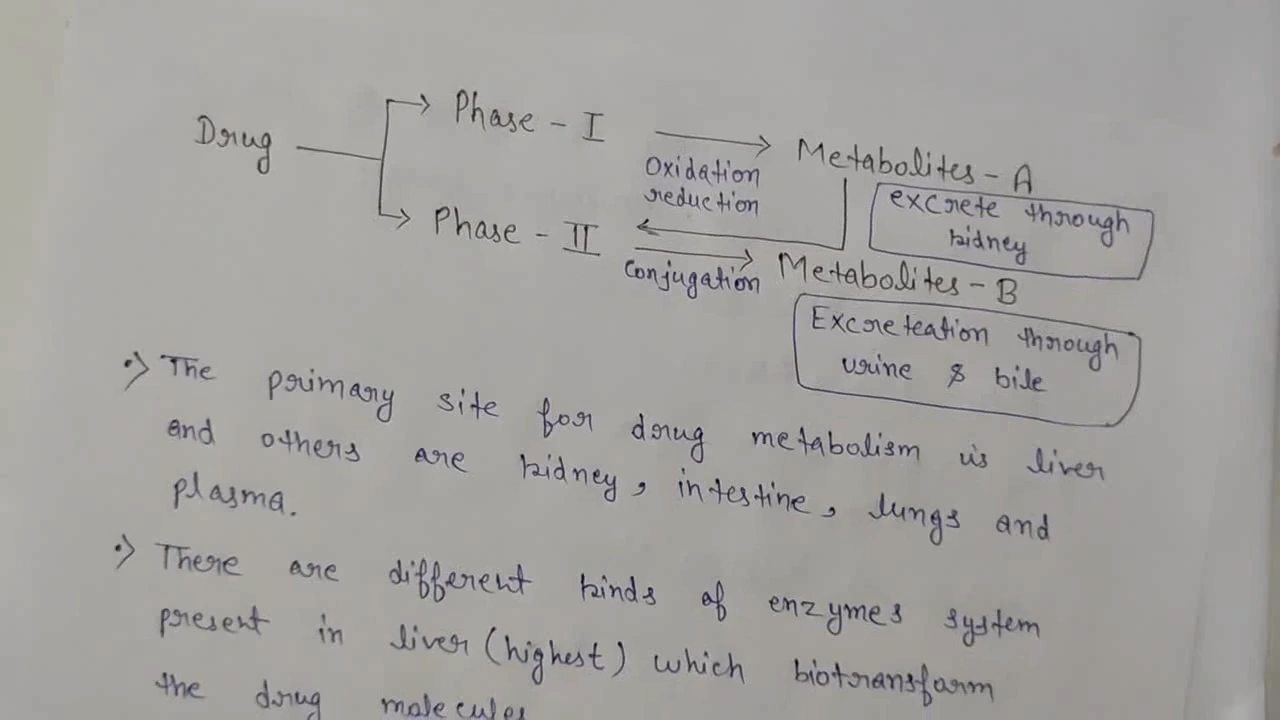 Drug
Phase - I
Oxidation
reduction
Metabolites - A
excrete through
kidney
Phase - II
Conjugation
Metabolites - B
Excreteation through
urine & bile
•) The primary site for drug metabolism is liver
and others are kidney, intestine, lungs and
plasma.
•) There are different kinds of enzymes system
present in liver (highest) which biotransfarm
the drug molecules